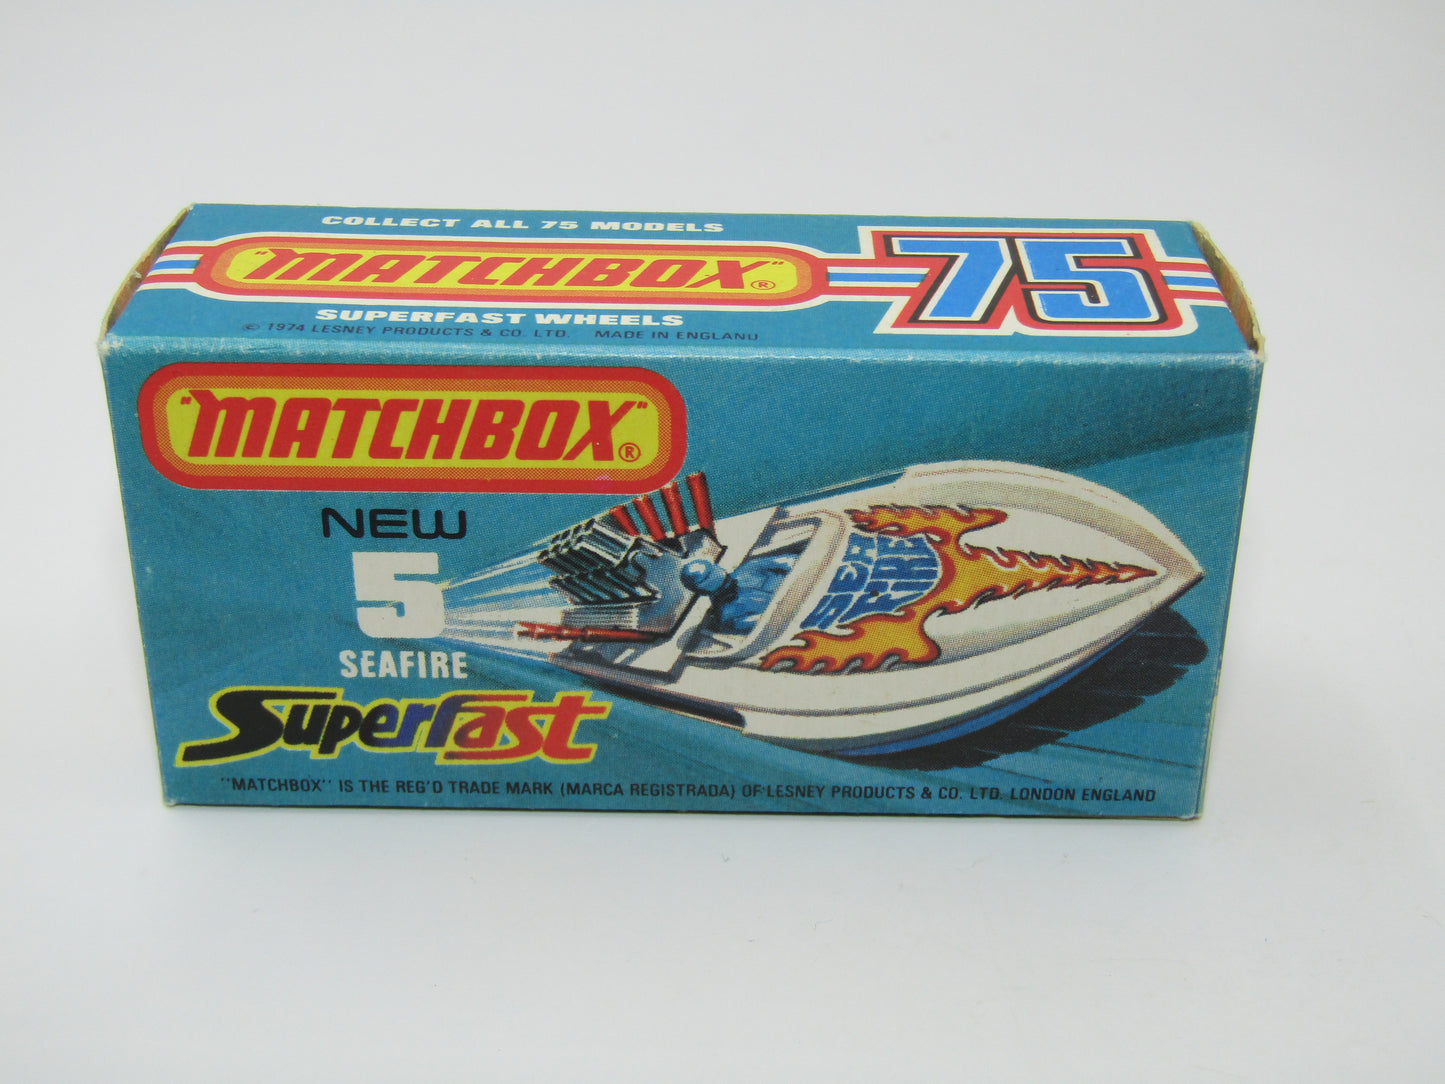 COLLECT ALL 75 MODELS
"MATCHBOX"®
75
SUPERFAST WHEELS
© 1974 LESNEY PRODUCTS & CO. LTD. MADE IN ENGLAND
"MATCHBOX"®
NEW
5
SEAFIRE
SEA
FIRE
Superfast
"MATCHBOX" IS THE REG'D TRADE MARK (MARCA REGISTRADA) OF LESNEY PRODUCTS & CO. LTD. LONDON ENGLAND